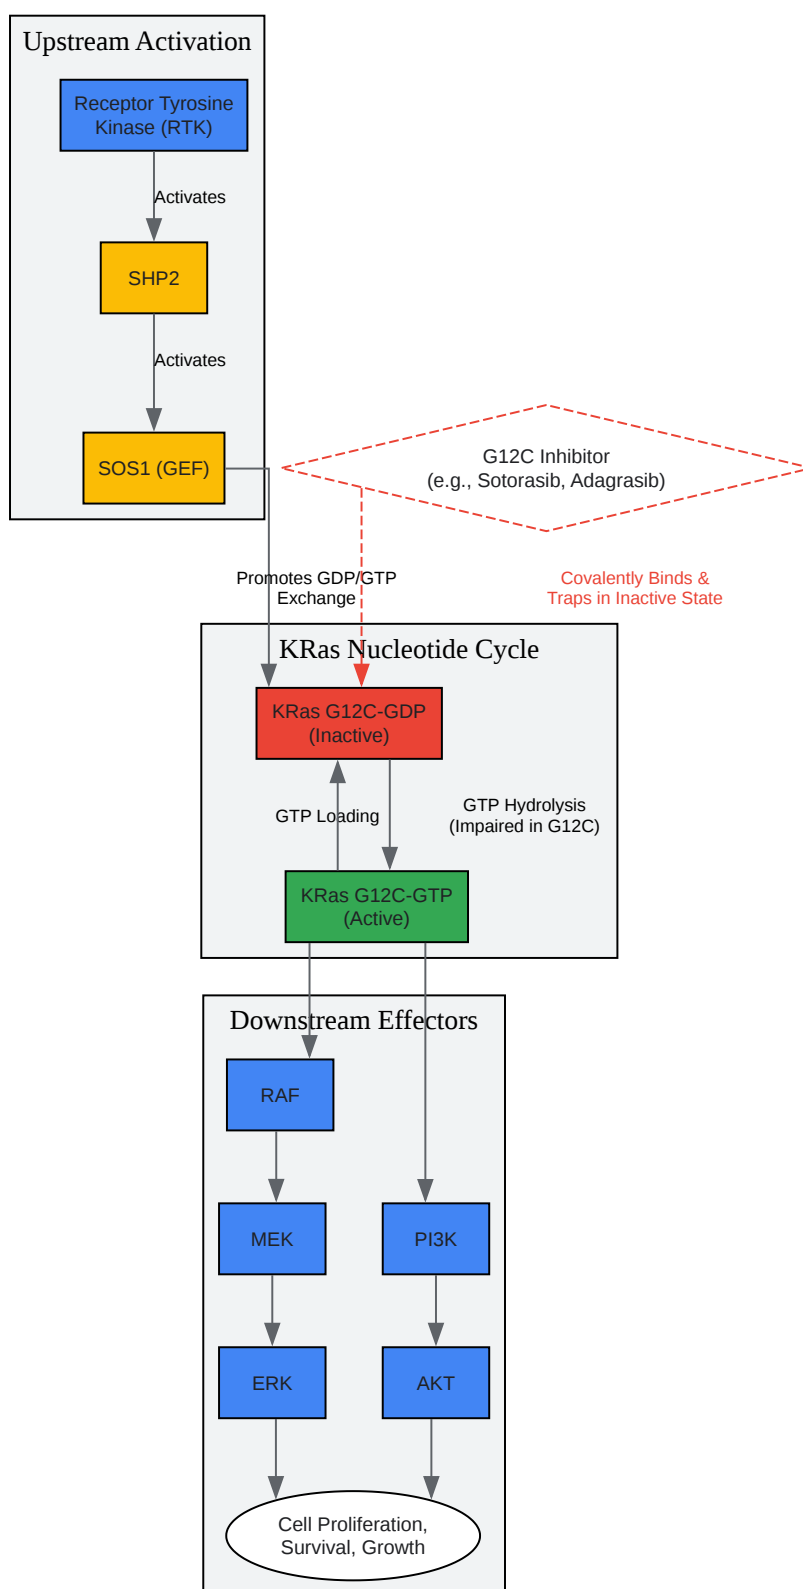 Upstream Activation
Receptor Tyrosine
Kinase (RTK)
Activates
SHP2
Activates
SOS1 (GEF)
G12C Inhibitor
(e.g., Sotorasib, Adagrasib)
Promotes GDP/GTP
Exchange
Covalently Binds &
Traps in Inactive State
KRas Nucleotide Cycle
KRas G12C-GDP
(Inactive)
GTP Loading
GTP Hydrolysis
(Impaired in G12C)
KRas G12C-GTP
(Active)
Downstream Effectors
RAF
MEK
PI3K
ERK
AKT
Cell Proliferation,
Survival, Growth